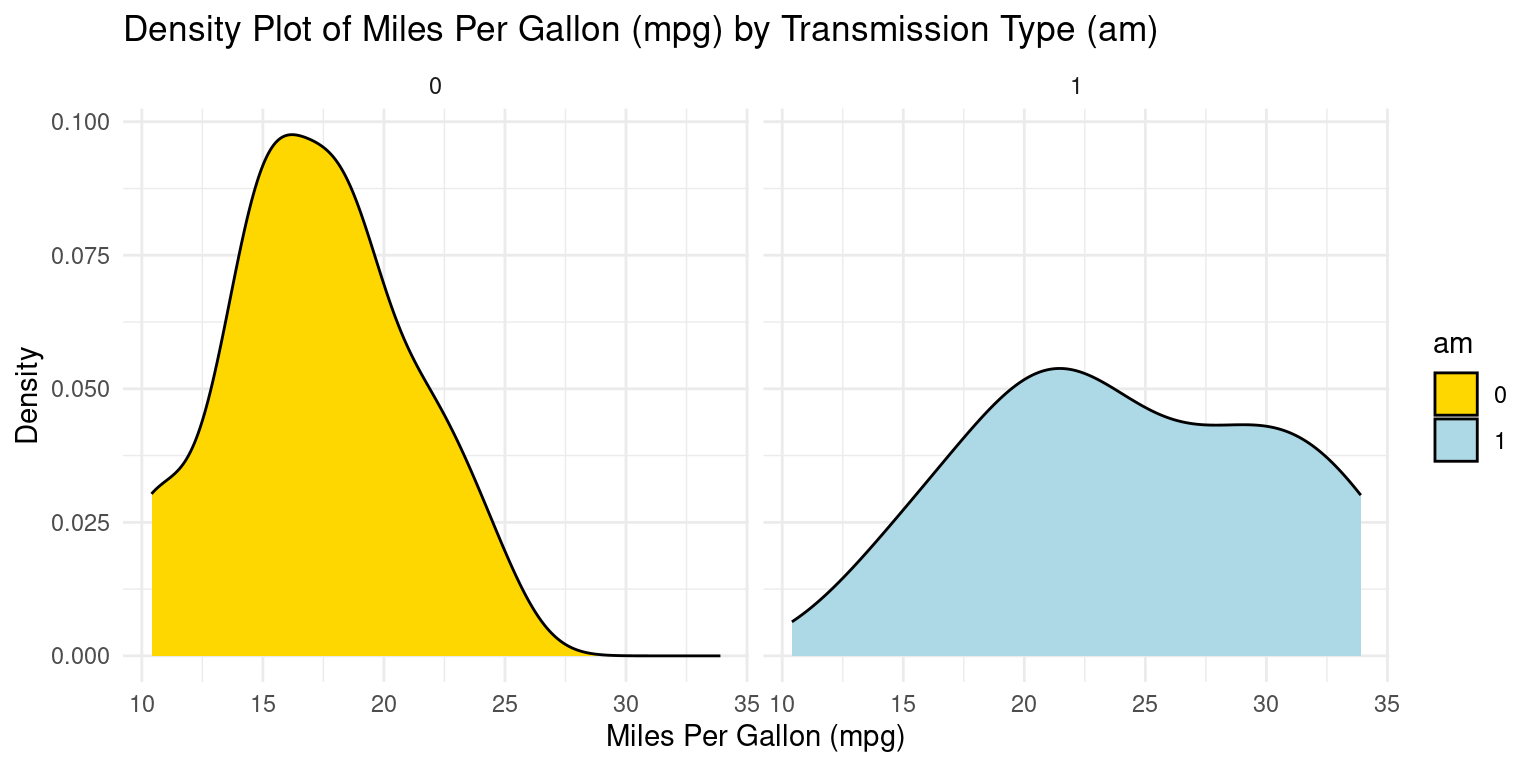 Density Plot of Miles Per Gallon (mpg) by Transmission Type (am)
0
1
0.100
0.075
0.050
0.025
0.000
Density
10 15 20 25 30 35
10 15 20 25 30 35
Miles Per Gallon (mpg)
am
0
1